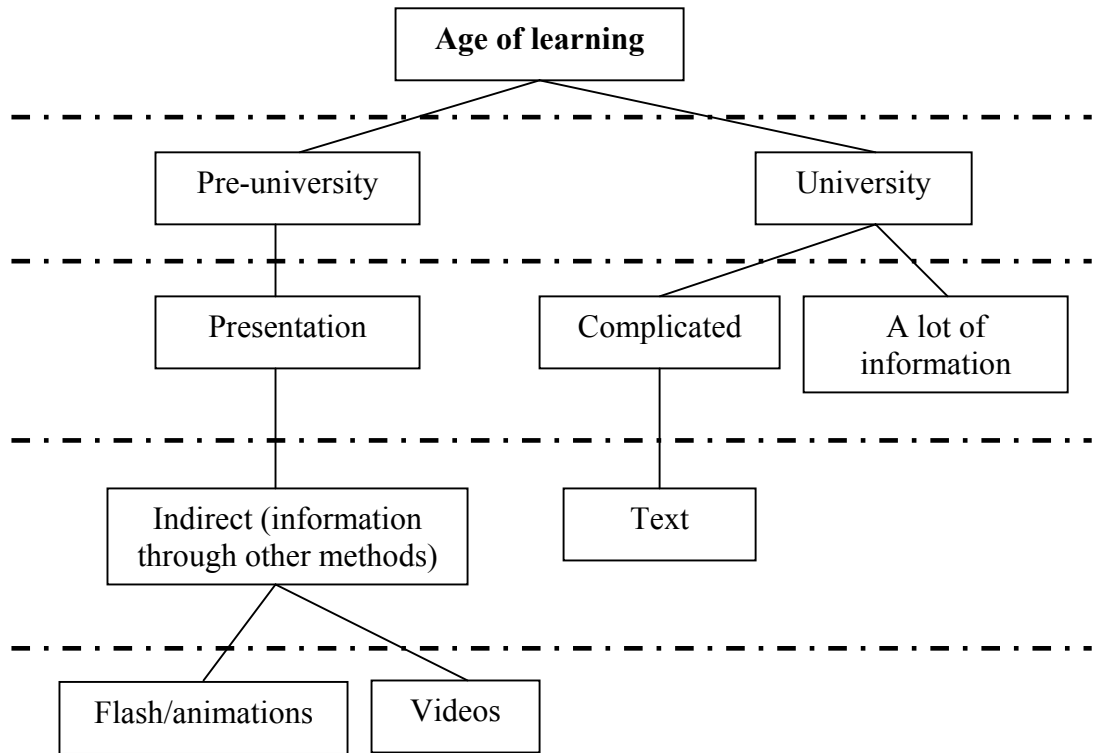 Age of learning
Pre-university
University
Presentation
Complicated
A lot of
information
Indirect (information
through other methods)
Text
Flash/animations
Videos